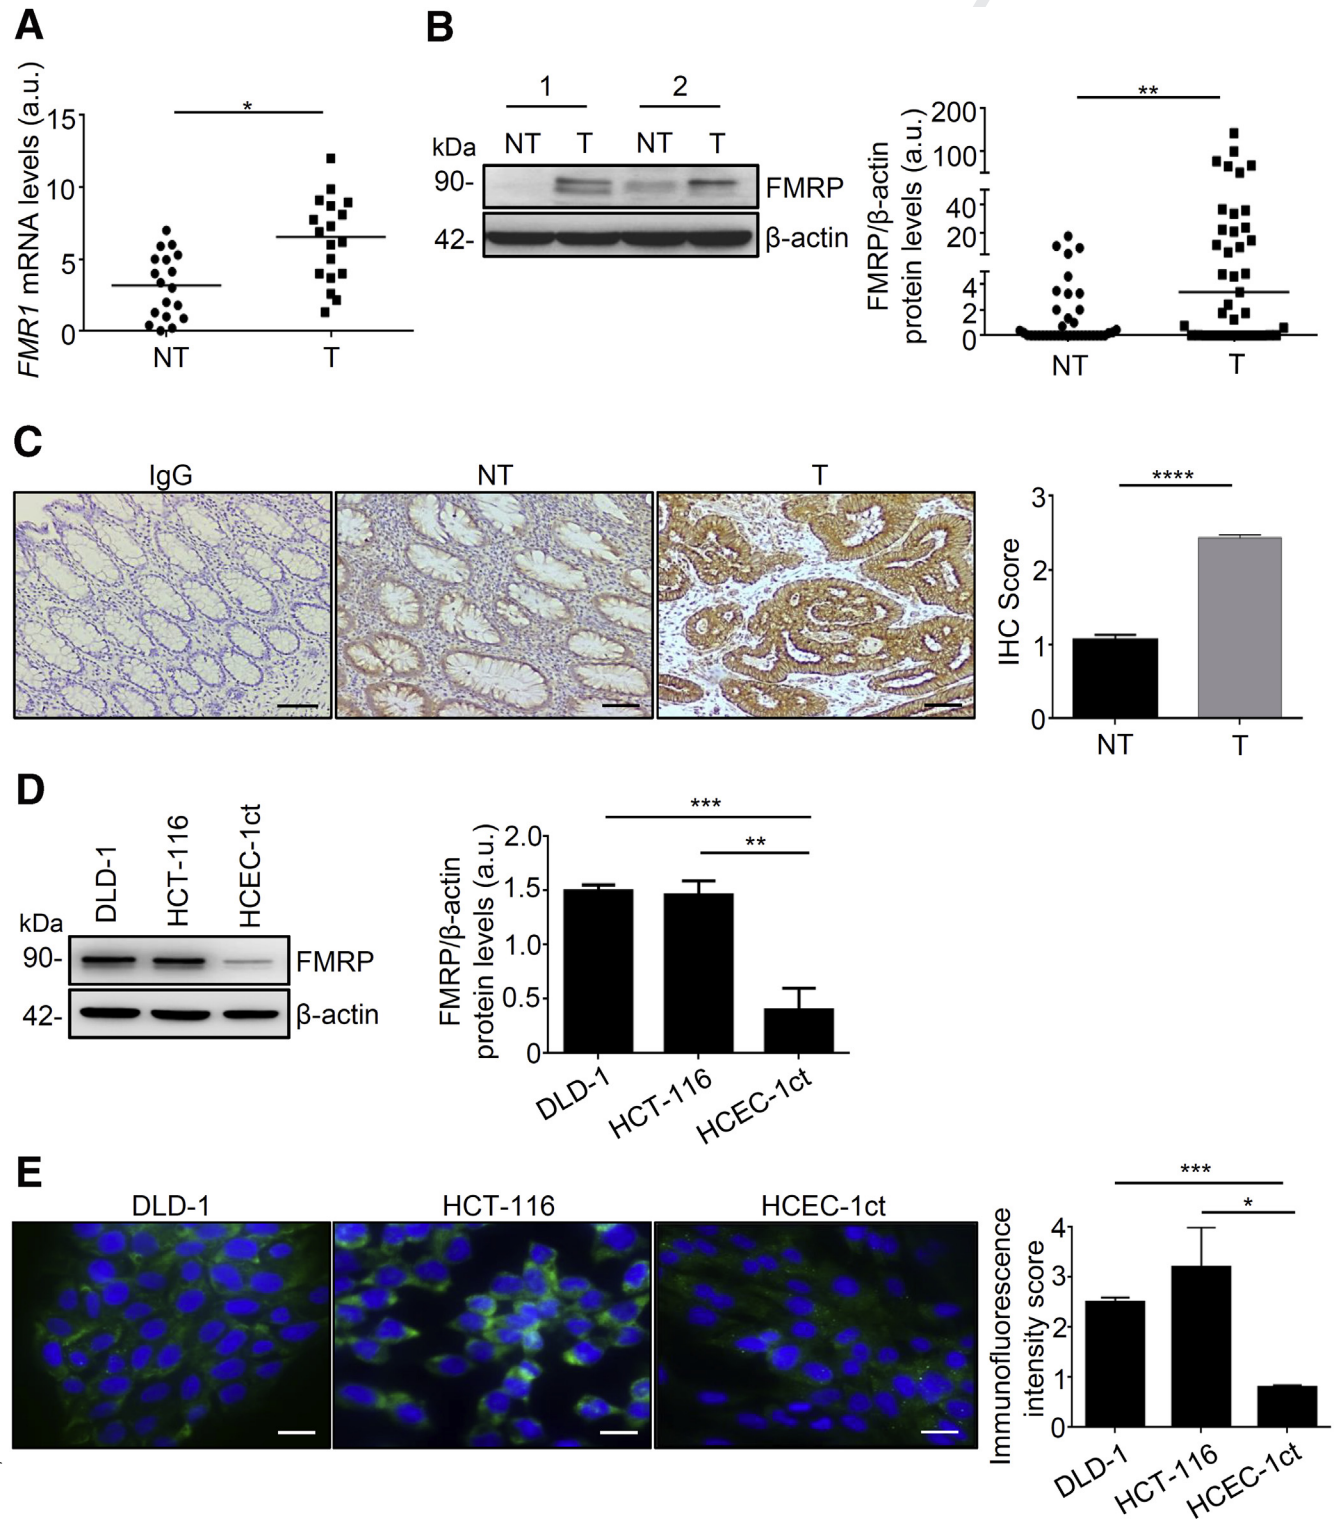 A
FMR1 mRNA levels (a.u.)
15
10
5
0
*
NT
T
B
1
2
kDa
NT
T
NT
T
90-
FMRP
42-
β-actin
FMRP/β-actin
protein levels (a.u.)
200
100
40
20
4
2
0
**
NT
T
C
IgG
NT
T
IHC Score
3
2
1
0
****
NT
T
D
DLD-1
HCT-116
HCEC-1ct
kDa
90-
FMRP
42-
β-actin
FMRP/β-actin
protein levels (a.u.)
2.0
1.5
1.0
0.5
0
***
**
DLD-1
HCT-116
HCEC-1ct
E
DLD-1
HCT-116
HCEC-1ct
Immunofluorescence
intensity score
4
3
2
1
0
***
*
DLD-1
HCT-116
HCEC-1ct